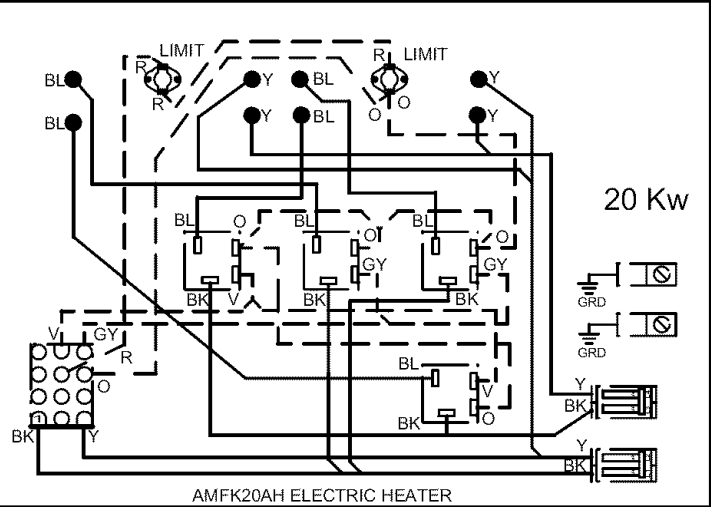 LIMIT LIMIT
R R
BL Y BL Y
R O O
BL Y BL Y
20 Kw
BL O BL O BL O
GY GY
BK V BK BK
GRD
V GY
R
GRD
BL
O V Y
BK
BK O
BK Y Y
BK
AMFK20AH ELECTRIC HEATER